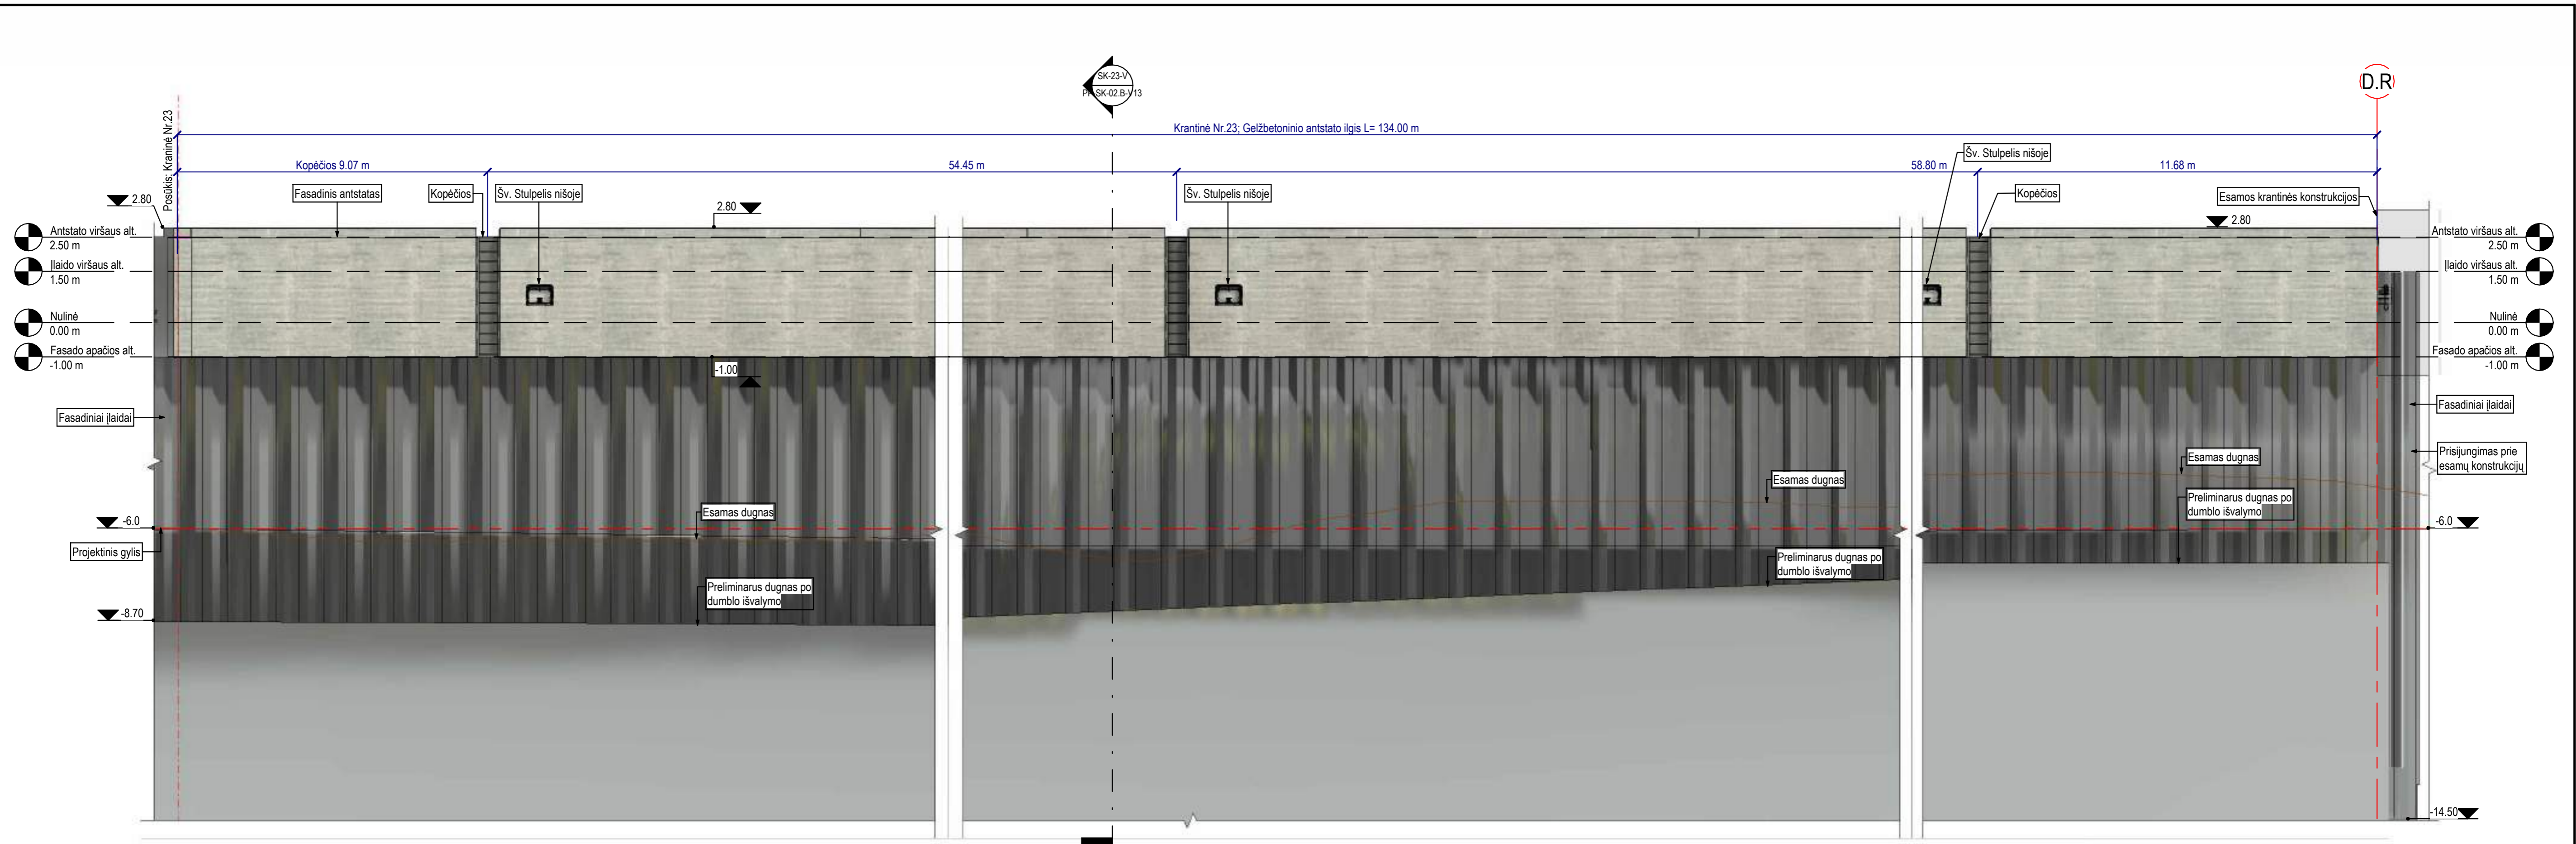 SK-23-V
PP-SK-02.B-V13
D.R
Posūkis; Kraninė Nr.23
Krantinė Nr.23; Gelžbetoninio antstato ilgis L= 134.00 m
Kopėčios 9.07 m
54.45 m
58.80 m
11.68 m
Šv. Stulpelis nišoje
2.80
Fasadinis antstatas
Kopėčios
Šv. Stulpelis nišoje
2.80
Šv. Stulpelis nišoje
Kopėčios
Esamos krantinės konstrukcijos
2.80
Antstato viršaus alt.
2.50 m
Įlaido viršaus alt.
1.50 m
Nulinė
0.00 m
Fasado apačios alt.
-1.00 m
Antstato viršaus alt.
2.50 m
Įlaido viršaus alt.
1.50 m
Nulinė
0.00 m
Fasado apačios alt.
-1.00 m
-1.00
Fasadiniai įlaidai
Fasadiniai įlaidai
Prisijungimas prie
esamų konstrukcijų
Esamas dugnas
Esamas dugnas
Esamas dugnas
Preliminarus dugnas po
dumblo išvalymo
-6.0
-6.0
Projektinis gylis
Preliminarus dugnas po
dumblo išvalymo
Preliminarus dugnas po
dumblo išvalymo
-8.70
-14.50